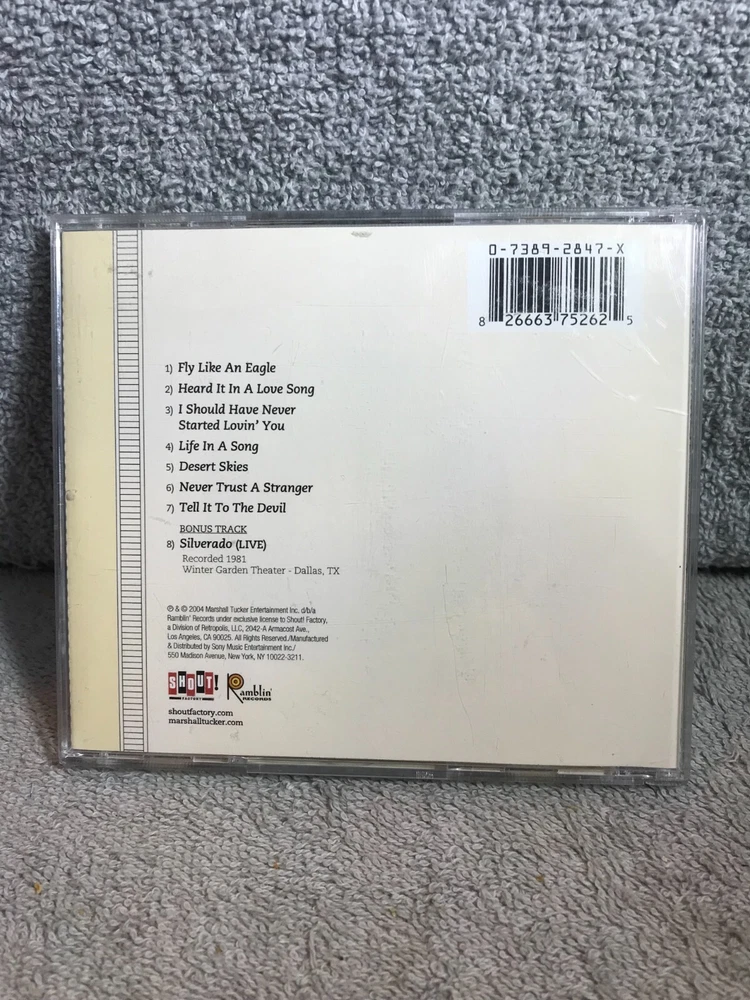 0-7389-2847-X
8 26663 75262 5
1) Fly Like An Eagle
2) Heard It In A Love Song
3) I Should Have Never
Started Lovin' You
4) Life In A Song
5) Desert Skies
6) Never Trust A Stranger
7) Tell It To The Devil
BONUS TRACK
8) Silverado (LIVE)
Recorded 1981
Winter Garden Theater - Dallas, TX
℗ & © 2004 Marshall Tucker Entertainment Inc. d/b/a
Ramblin' Records under exclusive license to Shout! Factory,
a Division of Retropolis, LLC, 2042-A Armacost Ave.,
Los Angeles, CA 90025. All Rights Reserved./Manufactured
& Distributed by Sony Music Entertainment Inc./
550 Madison Avenue, New York, NY 10022-3211.
SHOUT!
FACTORY
Ramblin'
RECORDS
shoutfactory.com
marshalltucker.com